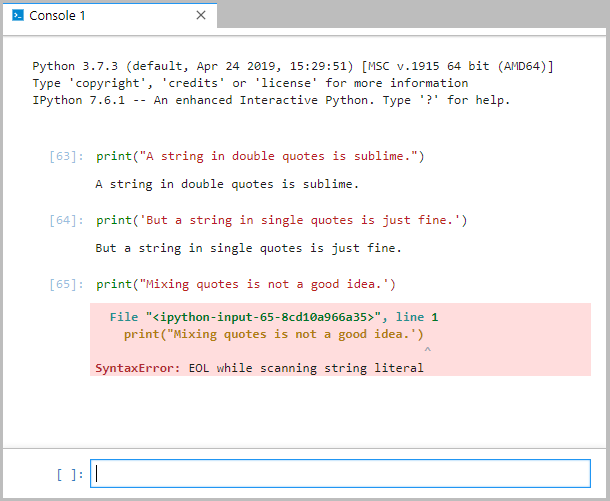 Console 1
Python 3.7.3 (default, Apr 24 2019, 15:29:51) [MSC v.1915 64 bit (AMD64)]
Type 'copyright', 'credits' or 'license' for more information
IPython 7.6.1 -- An enhanced Interactive Python. Type '?' for help.
[63]: print("A string in double quotes is sublime.")
A string in double quotes is sublime.
[64]: print('But a string in single quotes is just fine.')
But a string in single quotes is just fine.
[65]: print("Mixing quotes is not a good idea.')
File "<ipython-input-65-8cd10a966a35>", line 1
print("Mixing quotes is not a good idea.')
^
SyntaxError: EOL while scanning string literal
[ ]: